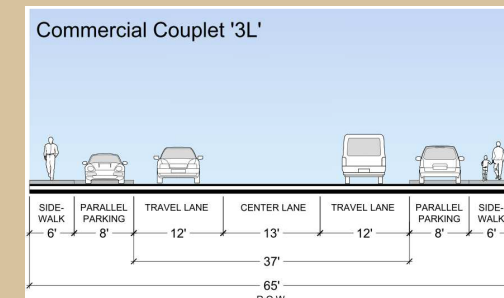 Commercial Couplet '3L'
SIDE-
WALK
PARALLEL
PARKING
TRAVEL LANE
CENTER LANE
TRAVEL LANE
PARALLEL
PARKING
SIDE-
WALK
6' 8' 12' 13' 12' 8' 6'
37'
65'